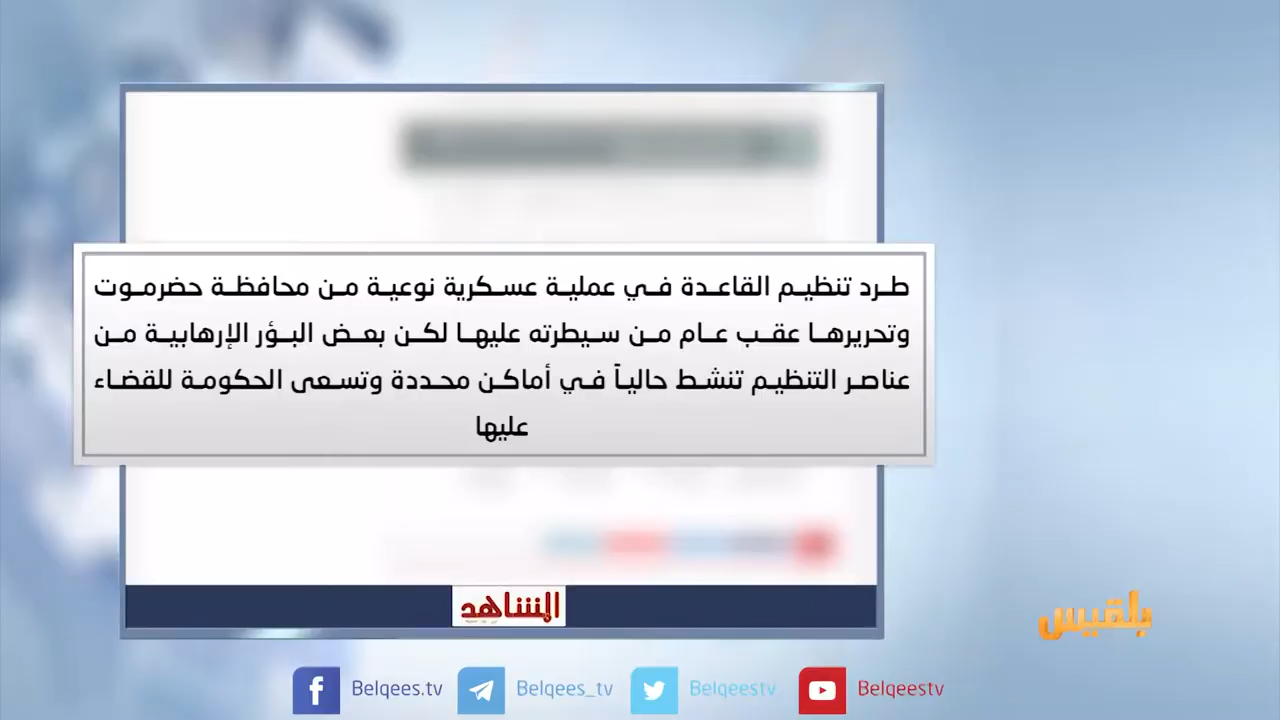 طرد تنظيم القاعدة في عملية عسكرية نوعية من محافظة حضرموت
وتحريرها عقب عام من سيطرته عليها لكن بعض البؤر الإرهابية من
عناصر التنظيم تنشط حالياً في أماكن محددة وتسعى الحكومة للقضاء
عليها
المشاهد
بلقيس
Belqees.tv Belqees_tv Belqeestv Belqeestv